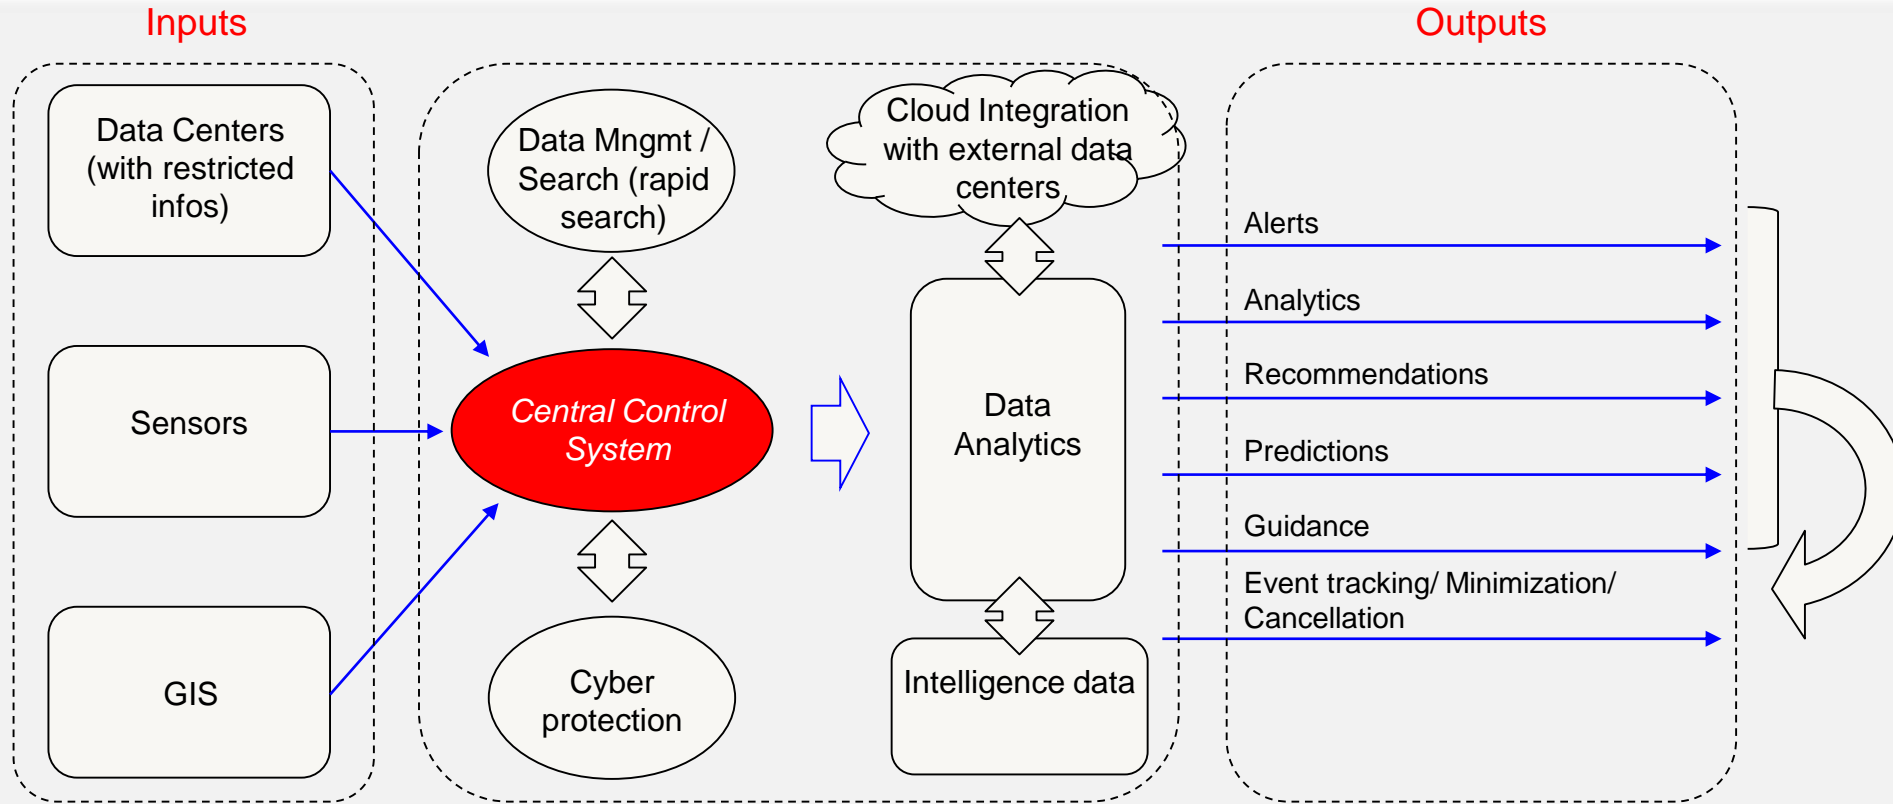 Inputs
Outputs
Data Centers
(with restricted
infos)
Sensors
GIS
Data Mngmt /
Search (rapid
search)
Central Control
System
Cyber
protection
Cloud Integration
with external data
centers
Data
Analytics
Intelligence data
Alerts
Analytics
Recommendations
Predictions
Guidance
Event tracking/ Minimization/
Cancellation